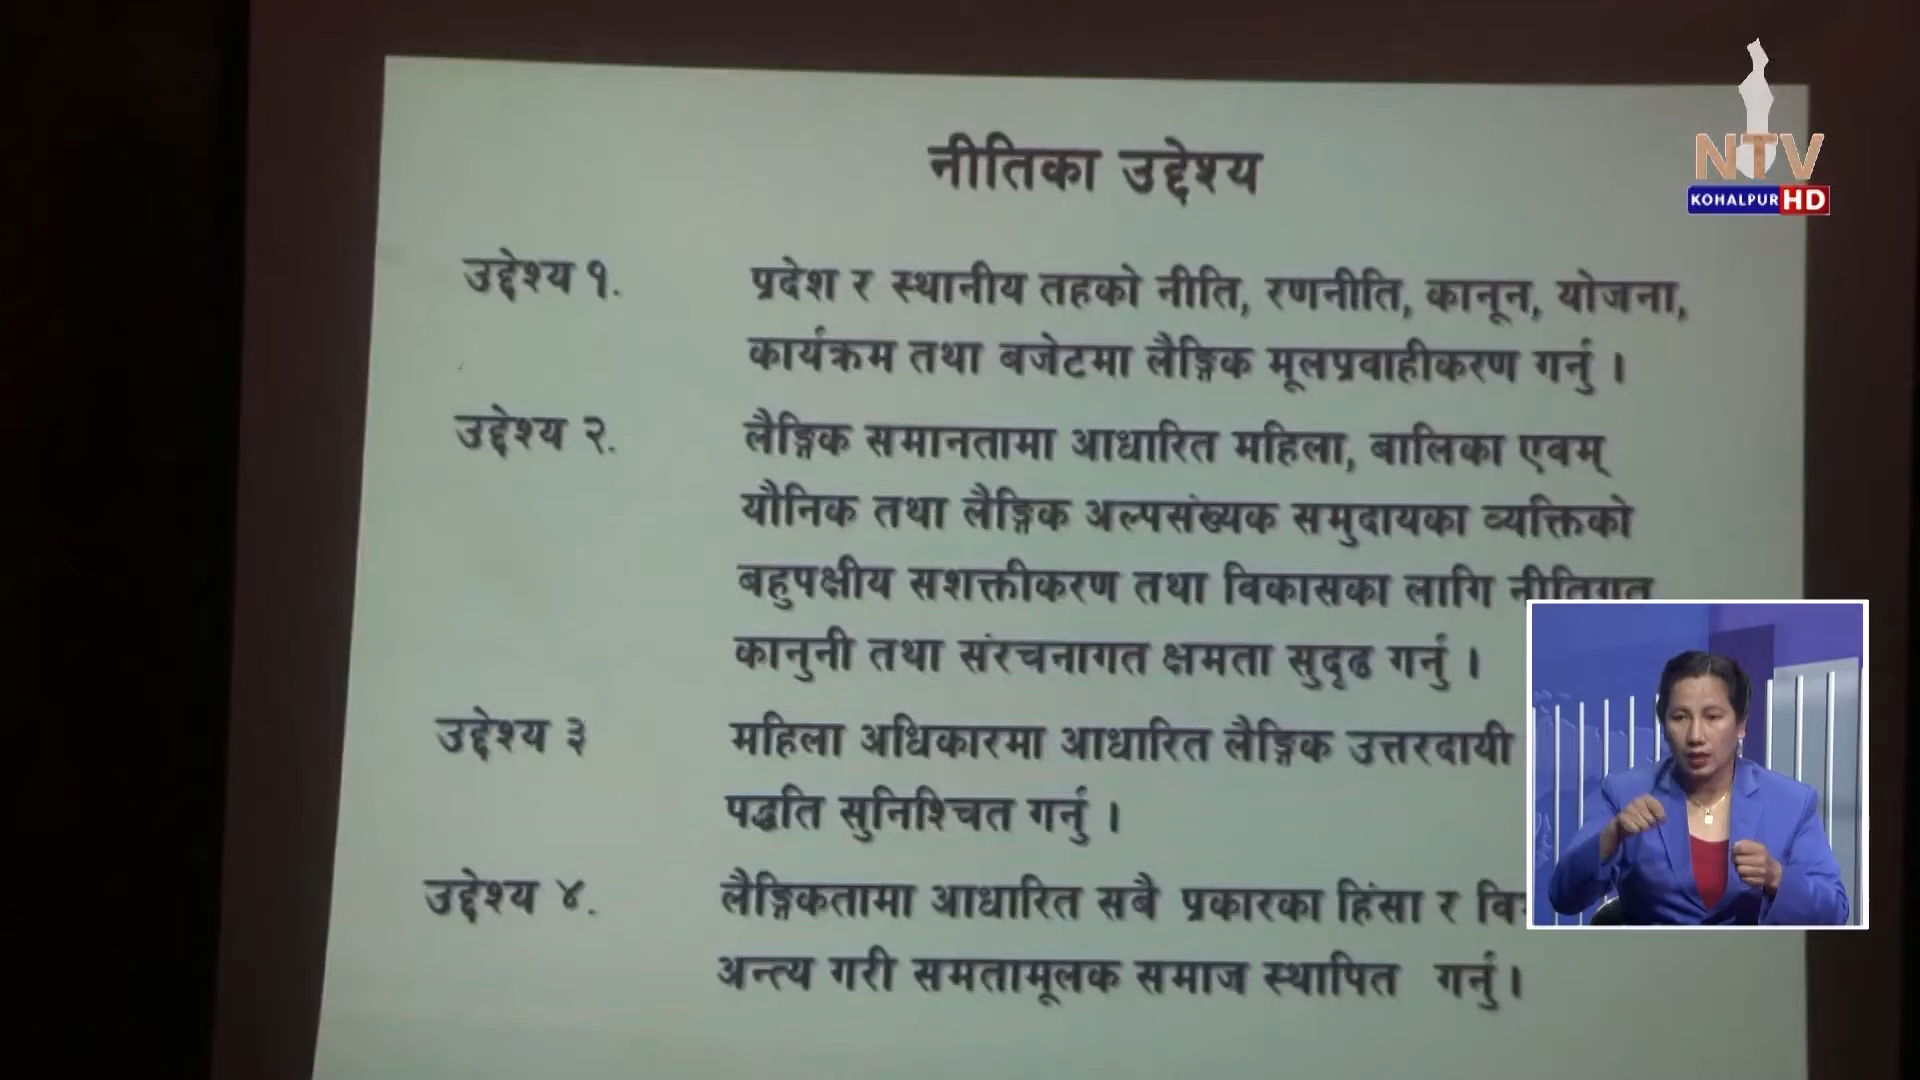 NTV
KOHALPUR HD
नीतिका उद्देश्य
उद्देश्य १. प्रदेश र स्थानीय तहको नीति, रणनीति, कानून, योजना,
कार्यक्रम तथा बजेटमा लैङ्गिक मूलप्रवाहीकरण गर्नु ।
उद्देश्य २. लैङ्गिक समानतामा आधारित महिला, बालिका एवम्
यौनिक तथा लैङ्गिक अल्पसंख्यक समुदायका व्यक्तिको
बहुपक्षीय सशक्तीकरण तथा विकासका लागि नीतिगत
कानुनी तथा संरचनागत क्षमता सुदृढ गर्नु ।
उद्देश्य ३ महिला अधिकारमा आधारित लैङ्गिक उत्तरदायी
पद्धति सुनिश्चित गर्नु ।
उद्देश्य ४. लैङ्गिकतामा आधारित सबै प्रकारका हिंसा र
अन्त्य गरी समतामूलक समाज स्थापित गर्नु ।